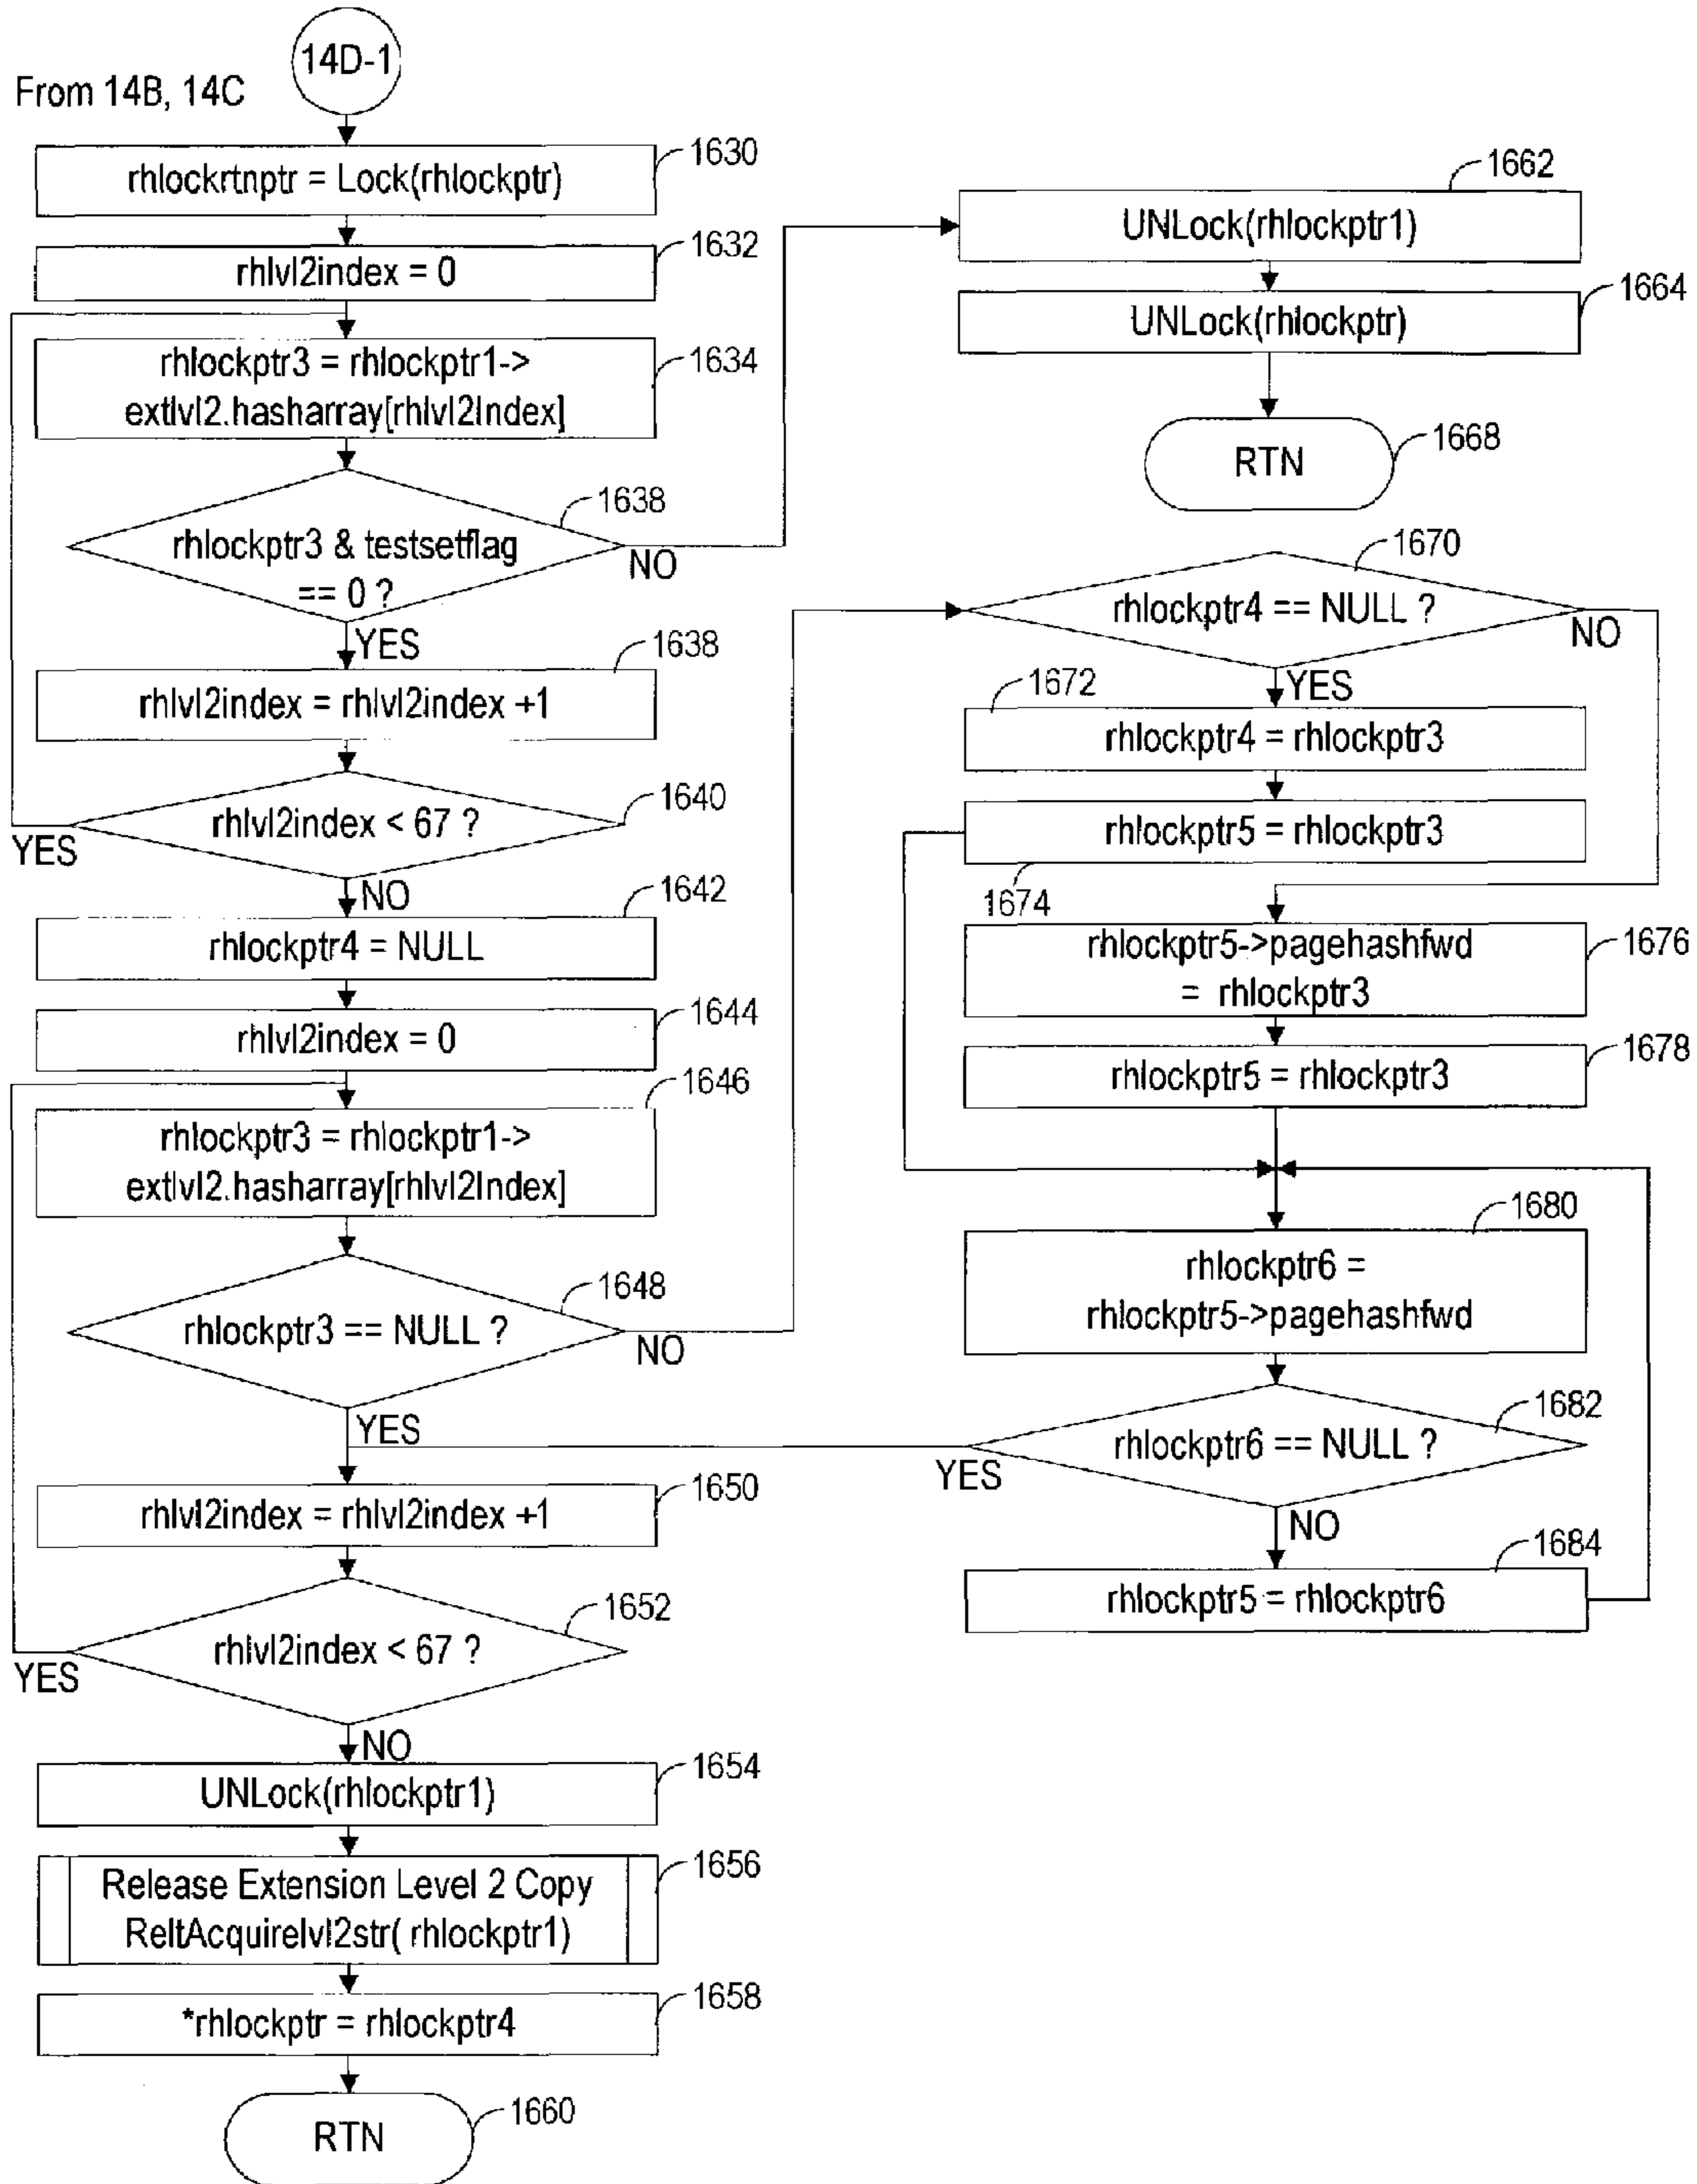 14D-1
From 14B, 14C
1630
rhlockrtnptr = Lock(rhlockptr)
1632
rhlvl2index = 0
1634
rhlockptr3 = rhlockptr1->
extlvl2.hasharray[rhlvl2Index]
1638
rhlockptr3 & testsetflag
== 0 ?
NO
YES
1638
rhlvl2index = rhlvl2index +1
1640
rhlvl2index < 67 ?
YES
NO
1642
rhlockptr4 = NULL
1644
rhlvl2index = 0
1646
rhlockptr3 = rhlockptr1->
extlvl2.hasharray[rhlvl2Index]
1648
rhlockptr3 == NULL ?
NO
YES
1650
rhlvl2index = rhlvl2index +1
1652
rhlvl2index < 67 ?
YES
NO
1654
UNLock(rhlockptr1)
1656
Release Extension Level 2 Copy
ReltAcquirelvl2str( rhlockptr1)
1658
*rhlockptr = rhlockptr4
1660
RTN
1662
UNLock(rhlockptr1)
1664
UNLock(rhlockptr)
1668
RTN
1670
rhlockptr4 == NULL ?
NO
YES
1672
rhlockptr4 = rhlockptr3
rhlockptr5 = rhlockptr3
1674
rhlockptr5->pagehashfwd
= rhlockptr3
1676
1678
rhlockptr5 = rhlockptr3
1680
rhlockptr6 =
rhlockptr5->pagehashfwd
1682
rhlockptr6 == NULL ?
YES
NO
1684
rhlockptr5 = rhlockptr6